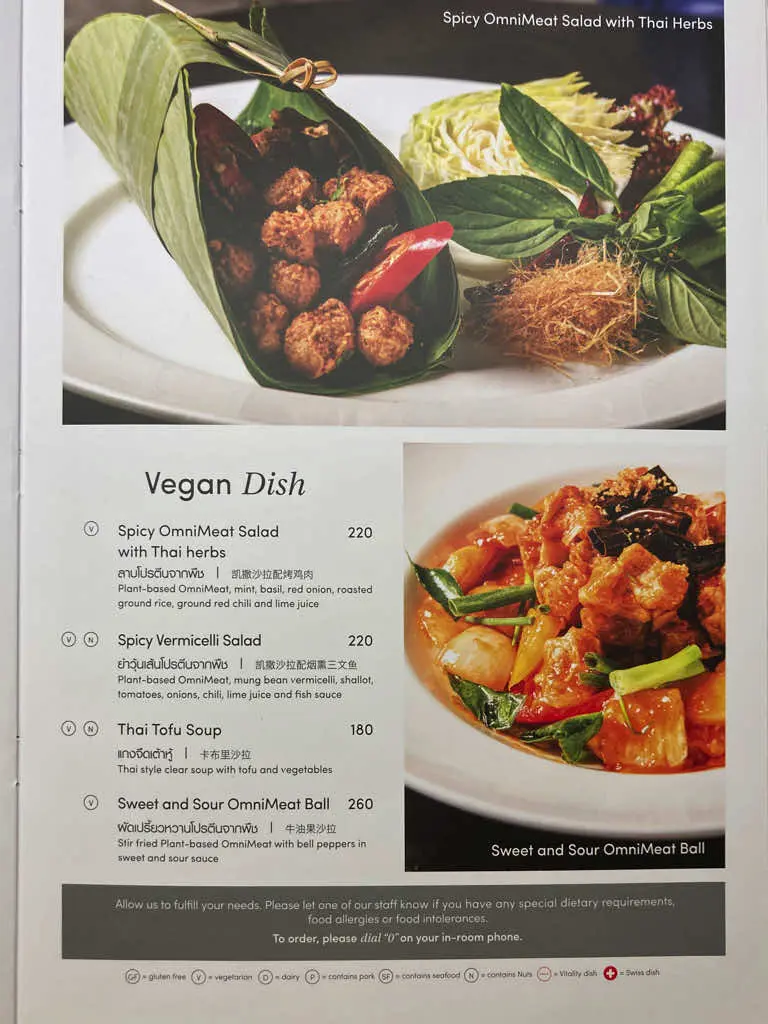 Spicy OmniMeat Salad with Thai Herbs
Vegan Dish
V Spicy OmniMeat Salad 220
with Thai herbs
ลาบโปรตีนจากพืช | 凯撒沙拉配烤鸡肉
Plant-based OmniMeat, mint, basil, red onion, roasted
ground rice, ground red chili and lime juice
V N Spicy Vermicelli Salad 220
ยำวุ้นเส้นโปรตีนจากพืช | 凯撒沙拉配烟熏三文鱼
Plant-based OmniMeat, mung bean vermicelli, shallot,
tomatoes, onions, chili, lime juice and fish sauce
V N Thai Tofu Soup 180
แกงจืดเต้าหู้ | 卡布里沙拉
Thai style clear soup with tofu and vegetables
V Sweet and Sour OmniMeat Ball 260
ผัดเปรี้ยวหวานโปรตีนจากพืช | 牛油果沙拉
Stir fried Plant-based OmniMeat with bell peppers in
sweet and sour sauce
Sweet and Sour OmniMeat Ball
Allow us to fulfill your needs. Please let one of our staff know if you have any special dietary requirements,
food allergies or food intolerances.
To order, please dial "0" on your in-room phone.
GF = gluten free V = vegetarian D = dairy P = contains pork SF = contains seafood N = contains Nuts = Vitality dish = Swiss dish